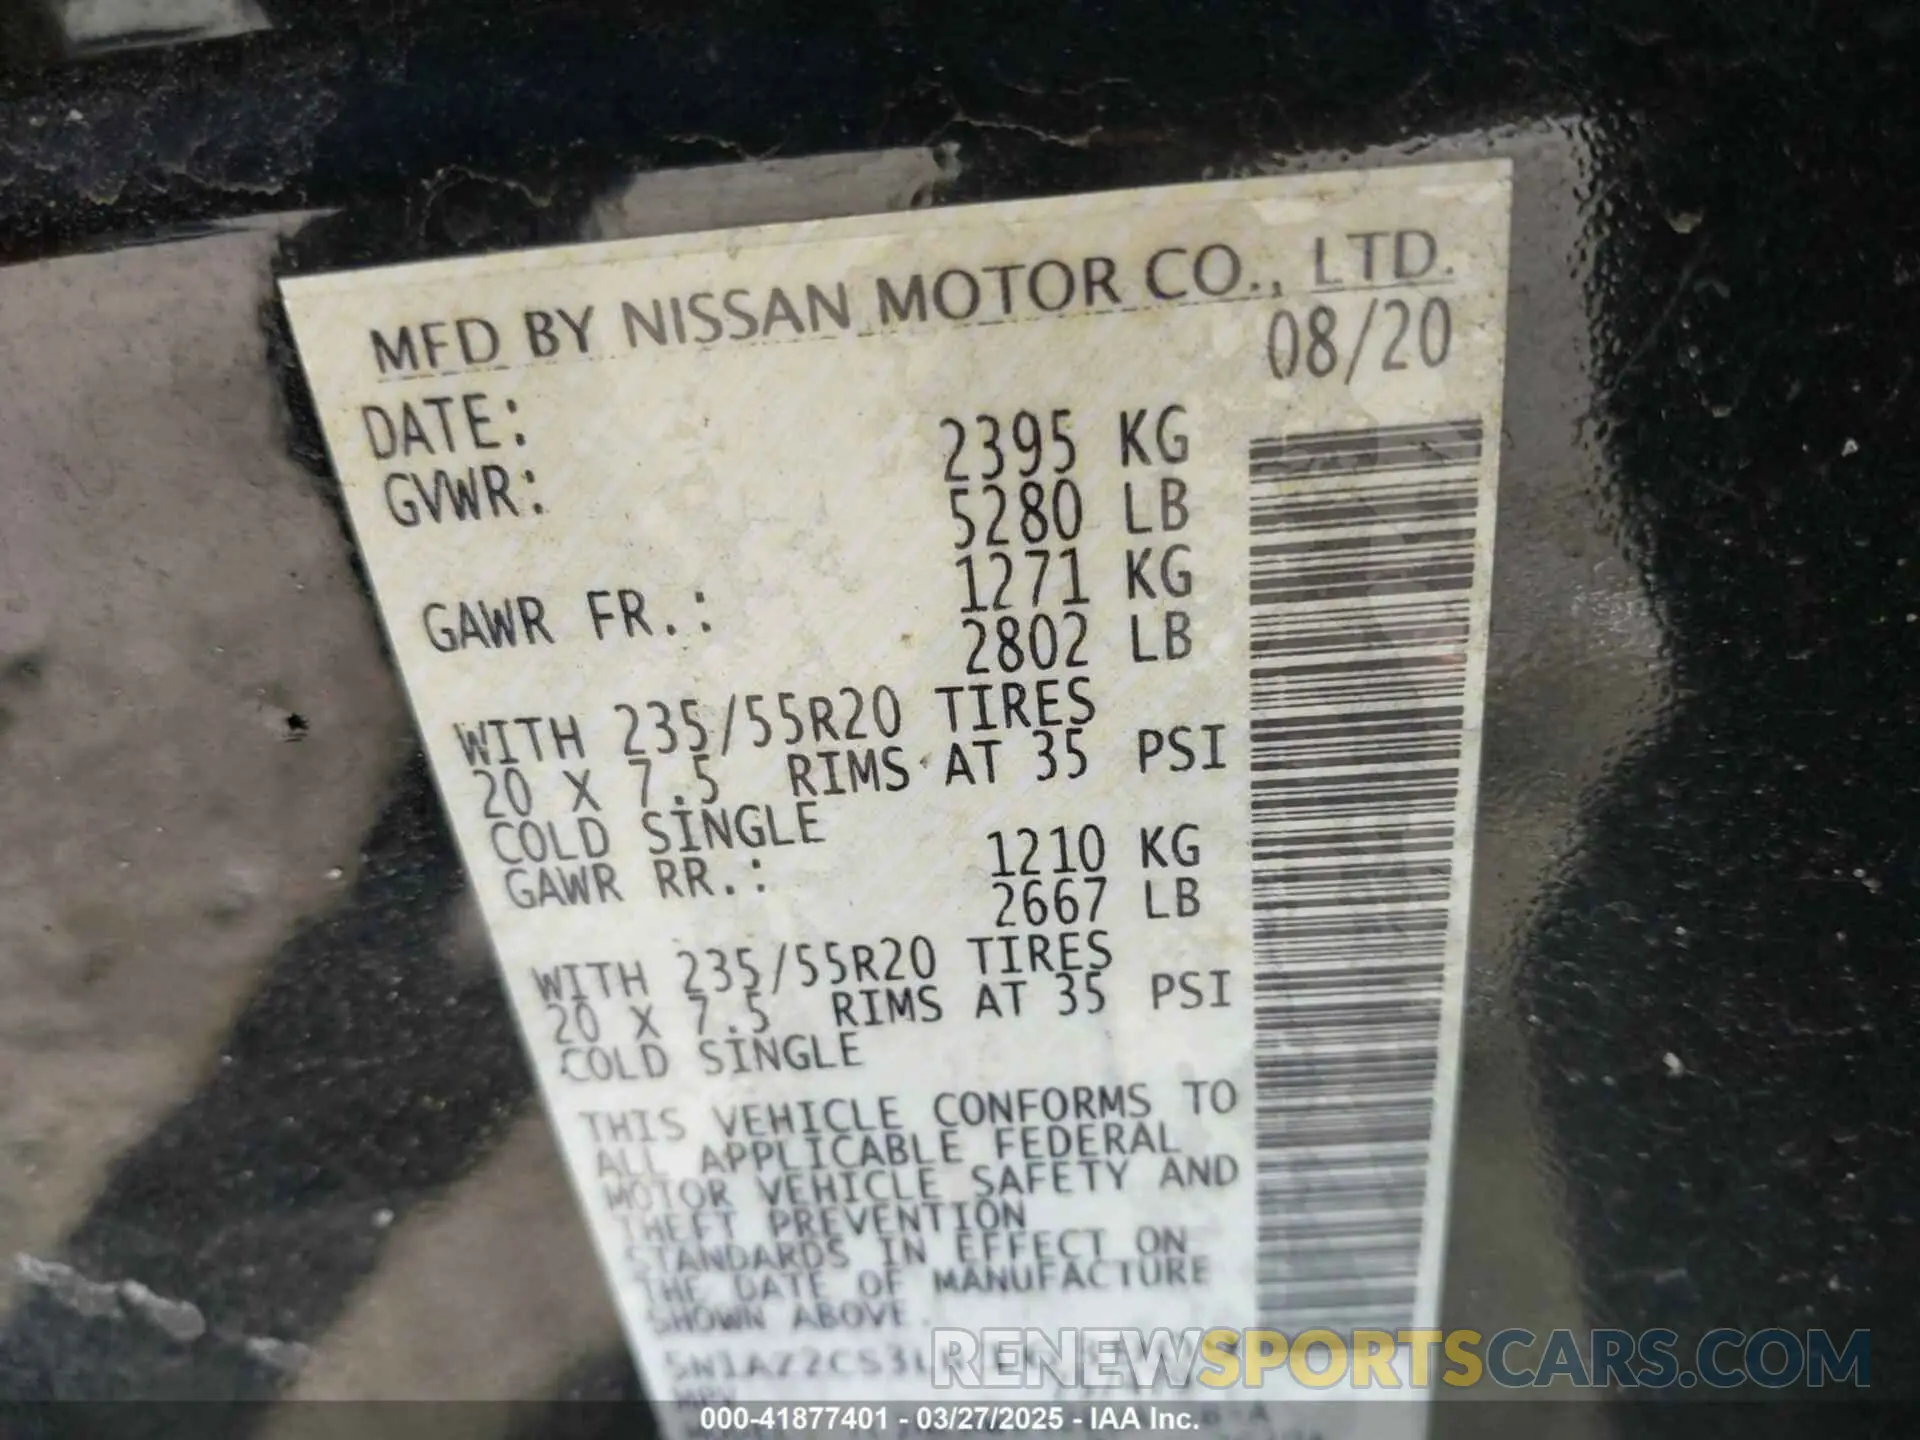 MFD BY NISSAN MOTOR CO., LTD.
DATE: 08/20
GVWR: 2395 KG
5280 LB
GAWR FR.: 1271 KG
2802 LB
WITH 235/55R20 TIRES
20 X 7.5 RIMS AT 35 PSI
COLD SINGLE
GAWR RR.: 1210 KG
2667 LB
WITH 235/55R20 TIRES
20 X 7.5 RIMS AT 35 PSI
COLD SINGLE
THIS VEHICLE CONFORMS TO
ALL APPLICABLE FEDERAL
MOTOR VEHICLE SAFETY AND
THEFT PREVENTION
STANDARDS IN EFFECT ON
THE DATE OF MANUFACTURE
SHOWN ABOVE.
RENEWSPORTSCARS.COM
MPV
000-41877401 - 03/27/2025 - IAA Inc.